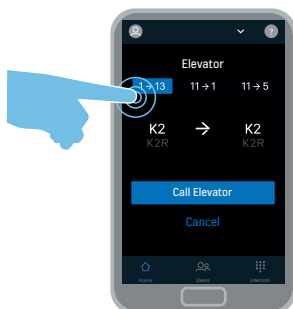 ?
Elevator
1 → 13 11 → 1 11 → 5
K2 → K2
K2R K2R
Call Elevator
Cancel
Home Users Intercom